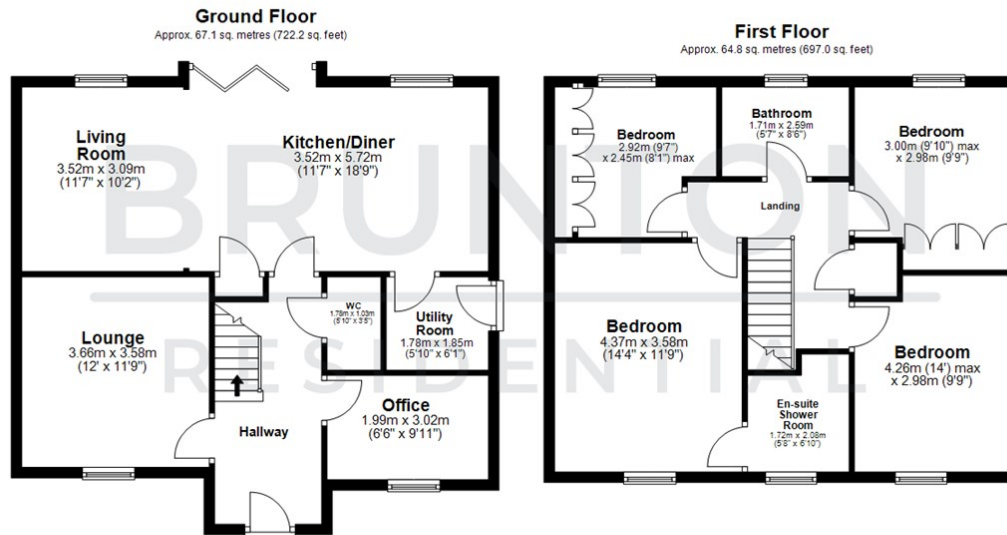 Ground Floor
Approx. 67.1 sq. metres (722.2 sq. feet)
Living
Room
3.52m x 3.09m
(11'7" x 10'2")
Kitchen/Diner
3.52m x 5.72m
(11'7" x 18'9")
Lounge
3.66m x 3.58m
(12' x 11'9")
WC
1.78m x 1.03m
(5'10" x 3'5")
Utility
Room
1.78m x 1.85m
(5'10" x 6'1")
Hallway
Office
1.99m x 3.02m
(6'6" x 9'11")
First Floor
Approx. 64.8 sq. metres (697.0 sq. feet)
Bedroom
2.92m (9'7")
x 2.45m (8'1") max
Bathroom
1.71m x 2.59m
(5'7" x 8'6")
Bedroom
3.00m (9'10") max
x 2.98m (9'9")
Landing
Bedroom
4.37m x 3.58m
(14'4" x 11'9")
En-suite
Shower
Room
1.72m x 2.08m
(5'8" x 6'10")
Bedroom
4.26m (14') max
x 2.98m (9'9")
BRUNTON
RESIDENTIAL